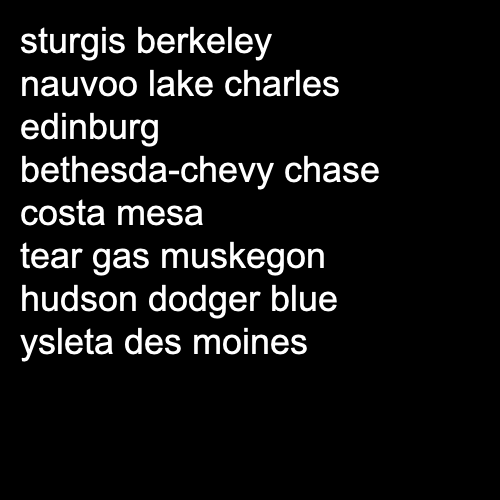 sturgis berkeley
nauvoo lake charles
edinburg
bethesda-chevy chase
costa mesa
tear gas muskegon
hudson dodger blue
ysleta des moines